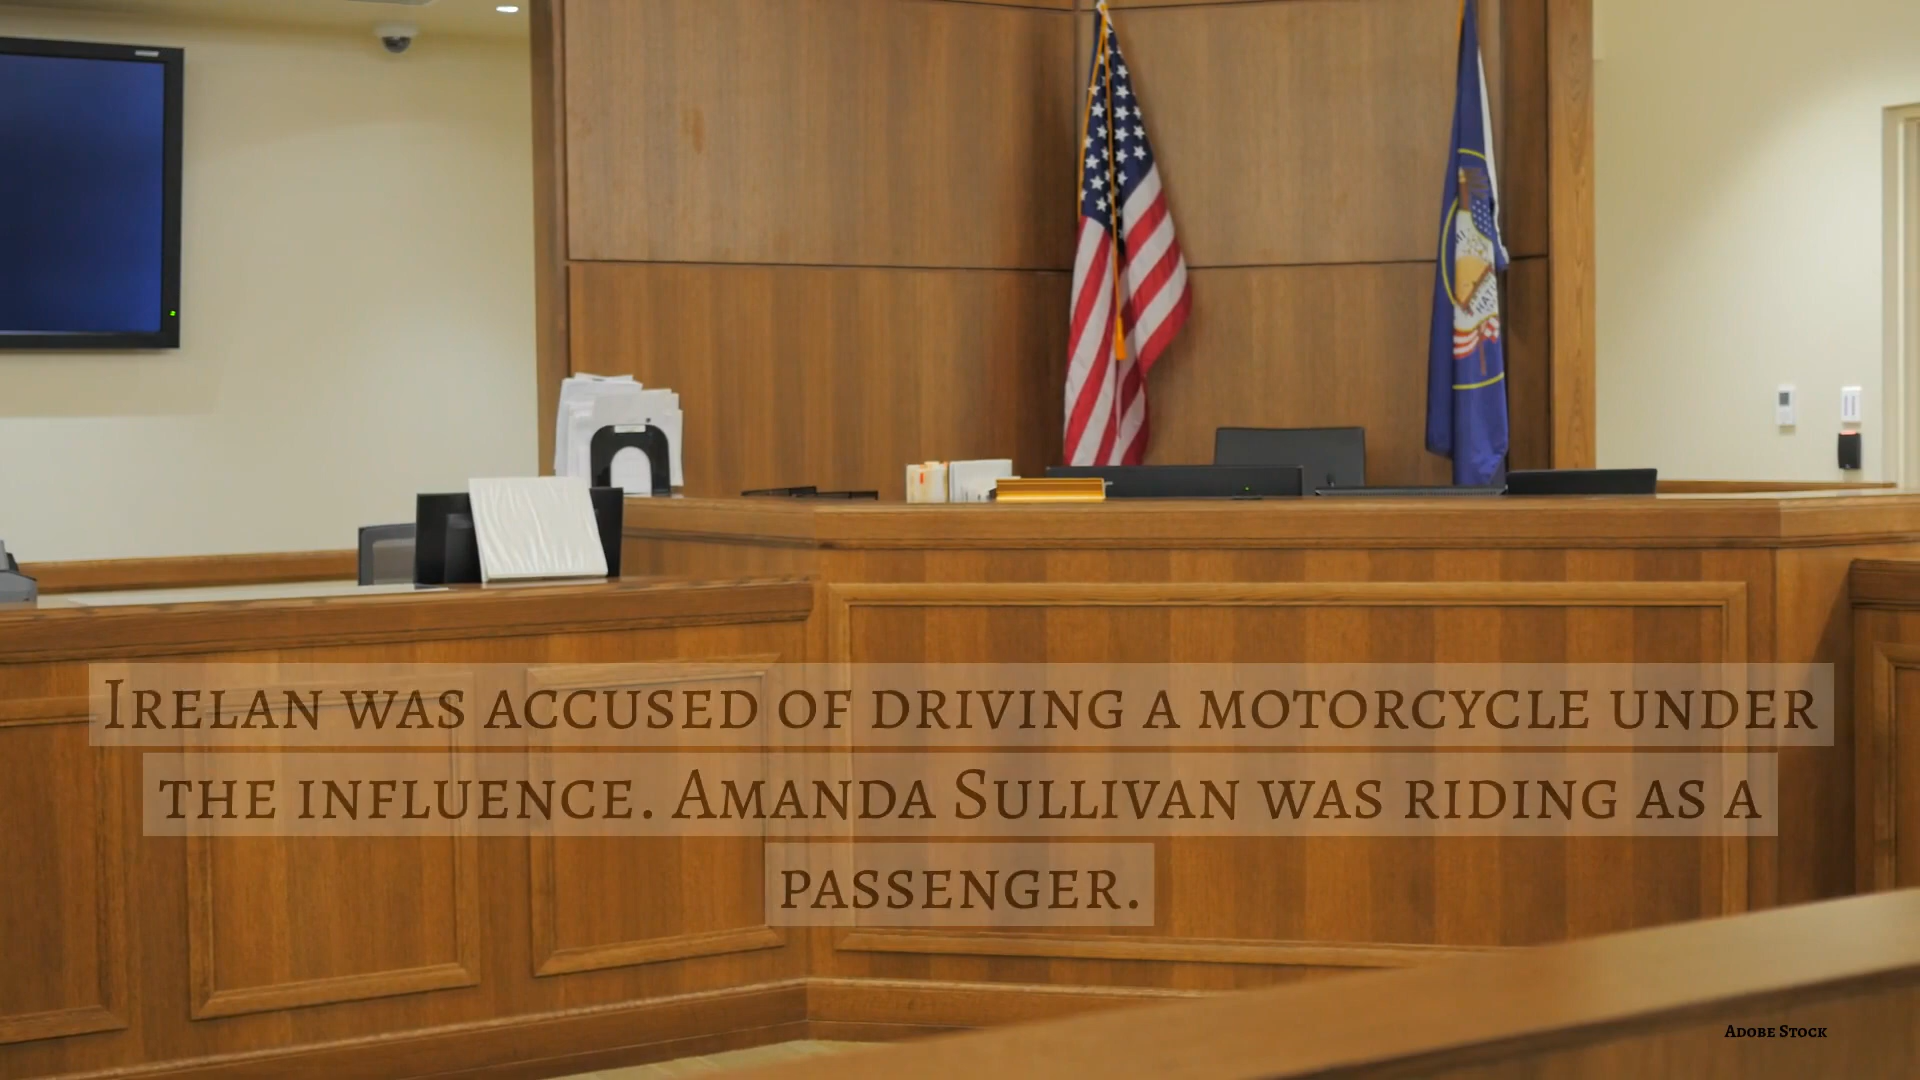 Irelan was accused of driving a motorcycle under
the influence. Amanda Sullivan was riding as a
passenger.
Adobe Stock